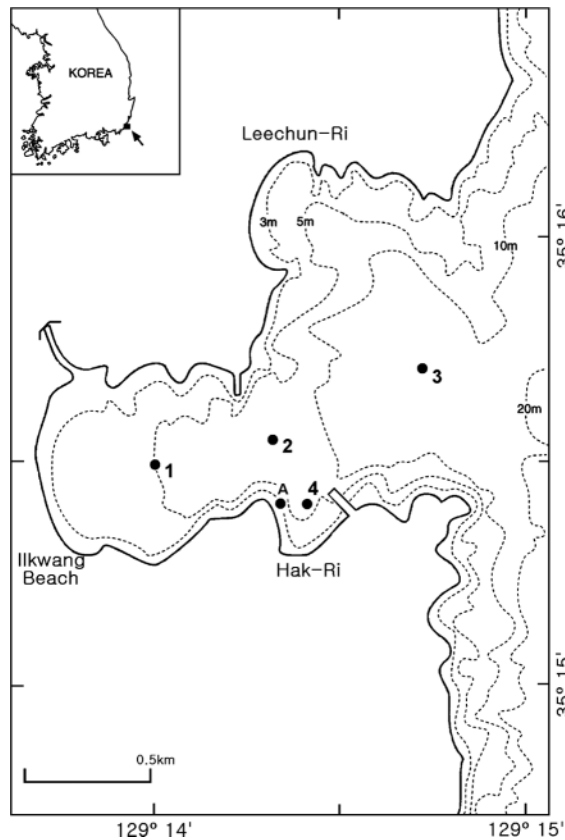 KOREA
Leechun-Ri
3m
5m
10m
35° 16'
20m
3
2
1
A
4
Ilkwang
Beach
Hak-Ri
35° 15'
0.5km
129° 14'
129° 15'